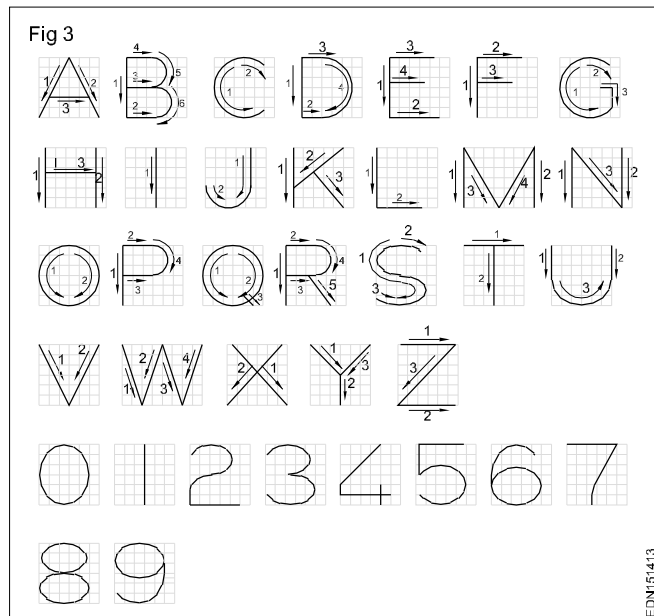 Fig 3
A B C D E F G
H I J K L M N
O P Q R S T U
V W X Y Z
0 1 2 3 4 5 6 7
8 9
EDN151413